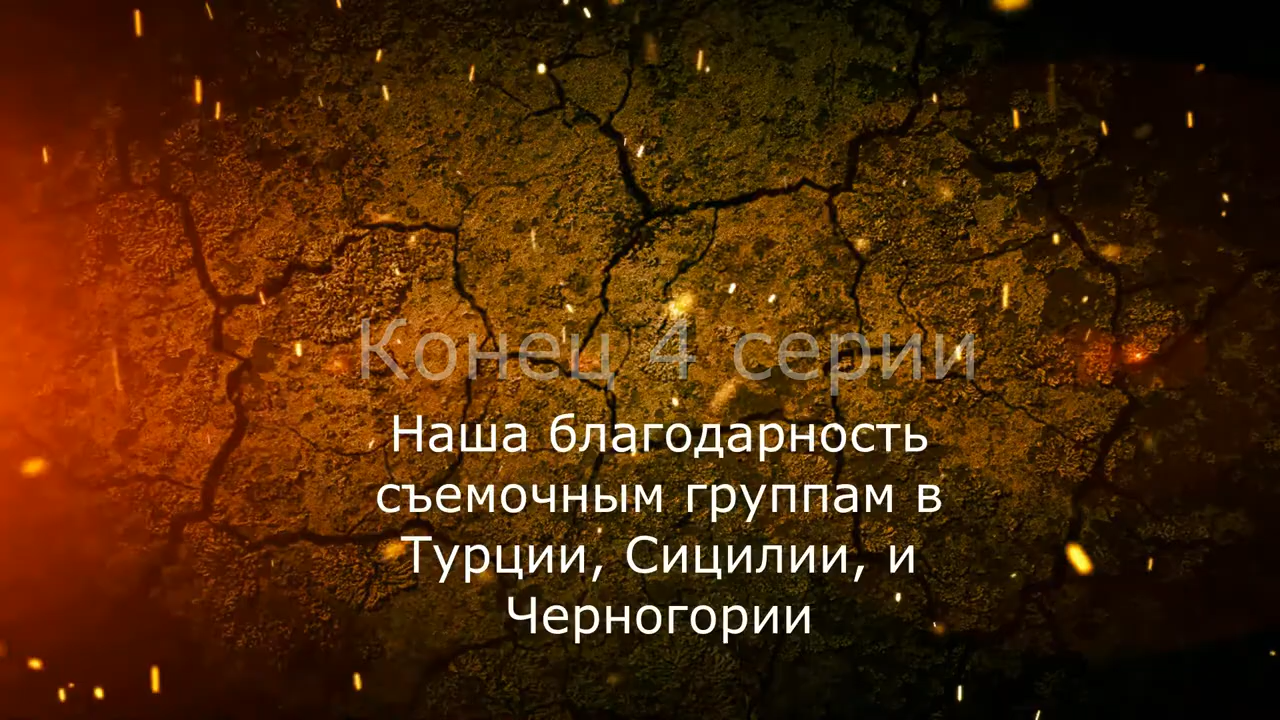 Конец 4 серии
Наша благодарность
съемочным группам в
Турции, Сицилии, и
Черногории